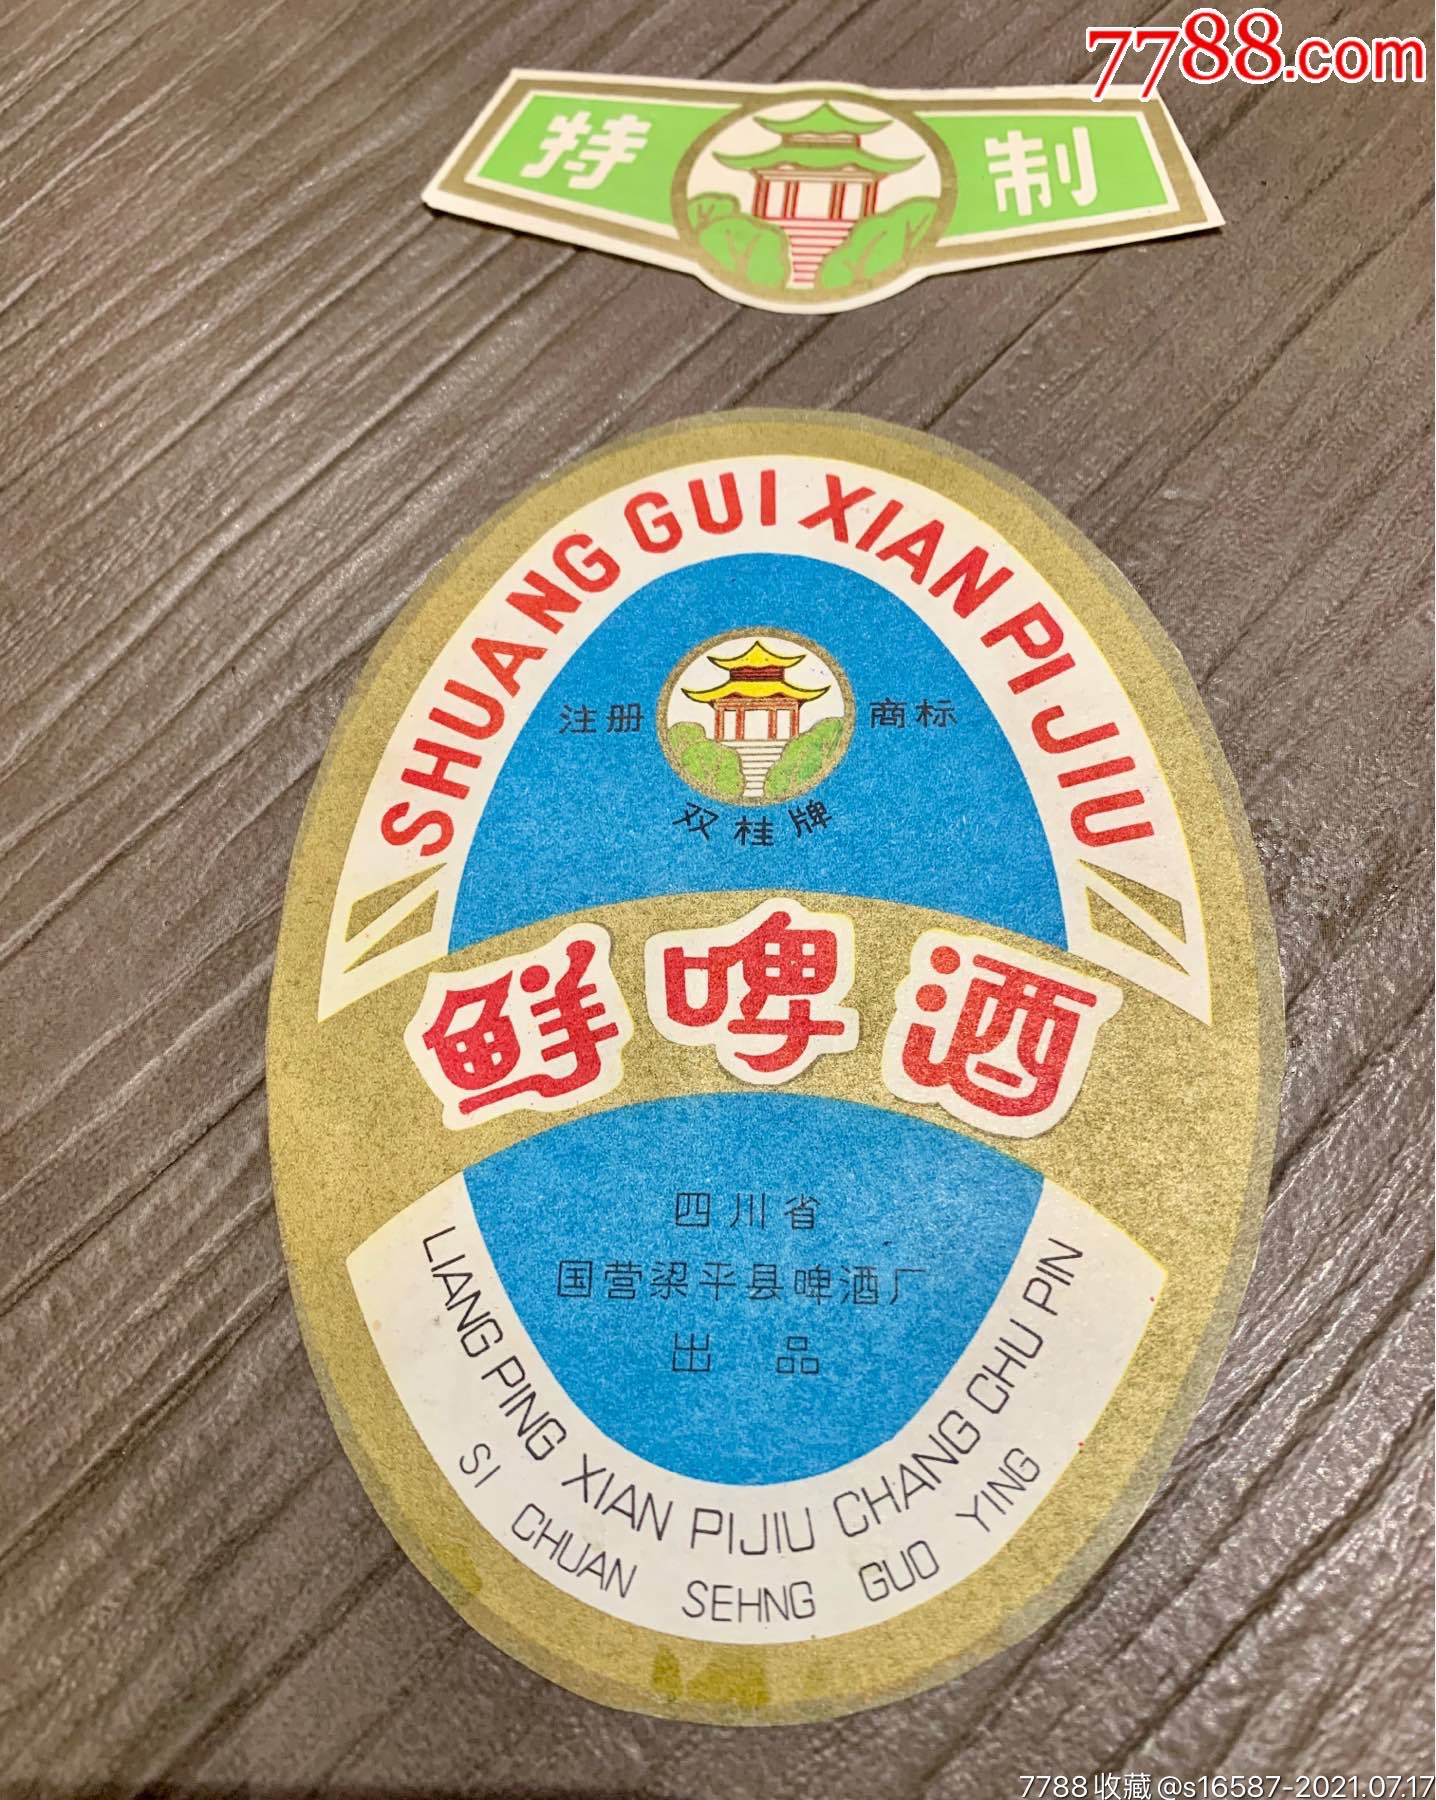 7788.com
特 制
SHUANG GUI XIAN PI JIU
注册 商标
双桂牌
鲜啤酒
四川省
国营梁平县啤酒厂
出 品
LIANG PING XIAN PIJIU CHANG CHU PIN
SI CHUAN SEHNG GUO YING
7788收藏@s16587-2021.07.17